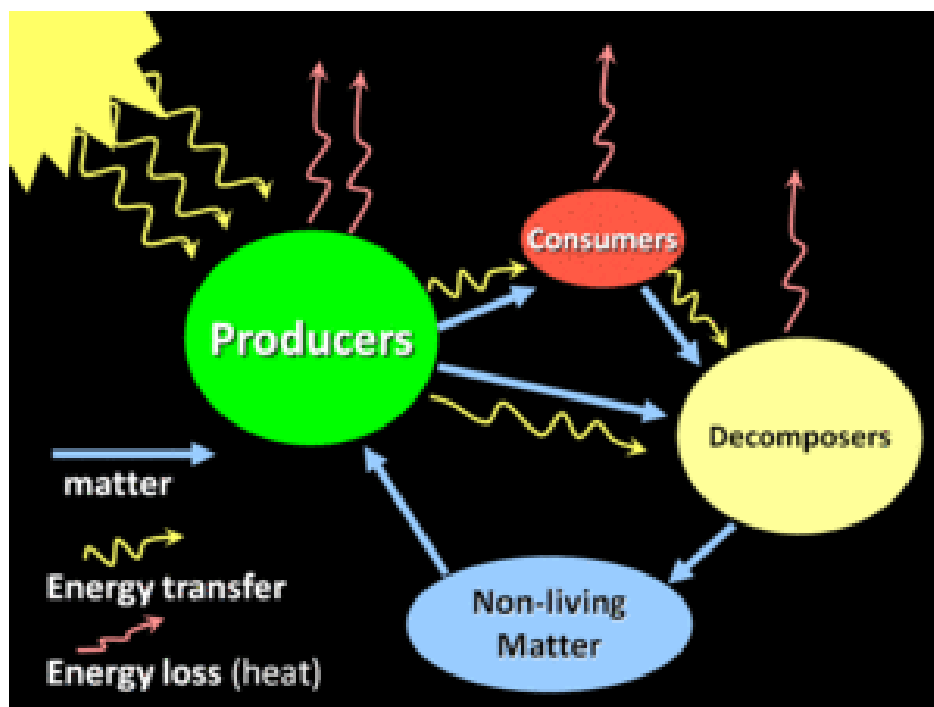 Consumers
Producers
Decomposers
matter
Energy transfer
Non-living
Matter
Energy loss (heat)